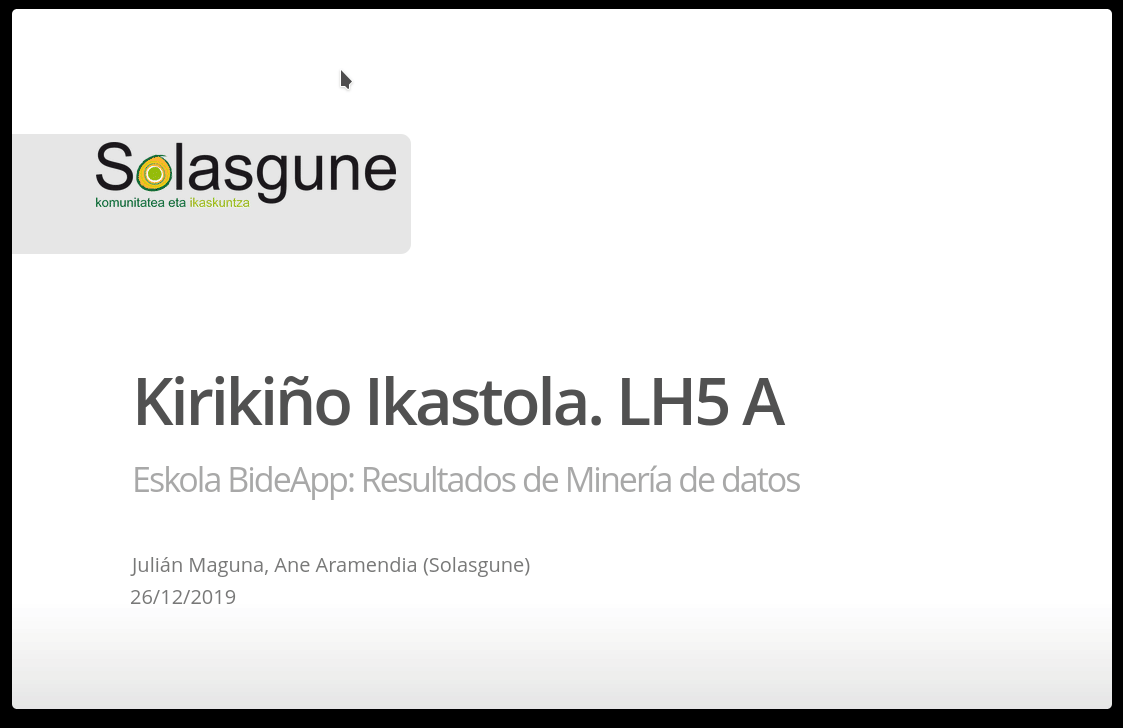 Solasgune
komunitatea eta ikaskuntza
Kirikiño Ikastola. LH5 A
Eskola BideApp: Resultados de Minería de datos
Julián Maguna, Ane Aramendia (Solasgune)
26/12/2019